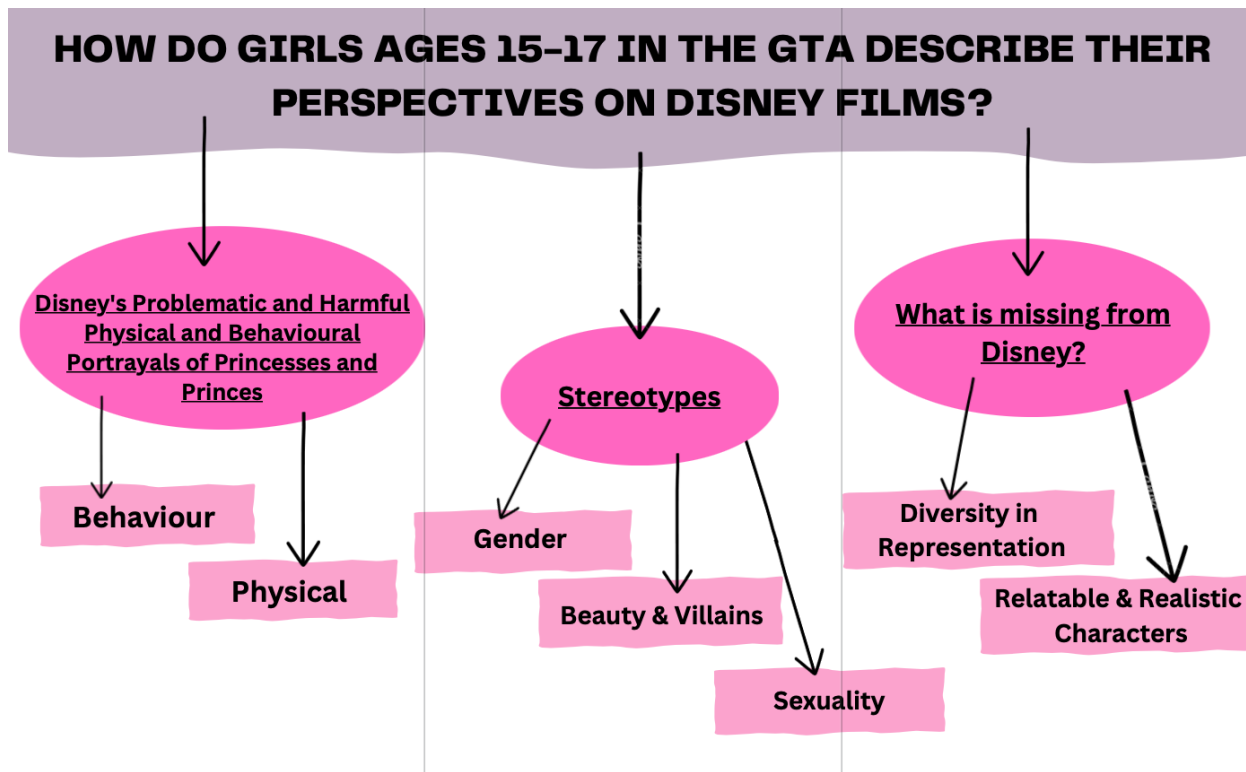 HOW DO GIRLS AGES 15–17 IN THE GTA DESCRIBE THEIR
PERSPECTIVES ON DISNEY FILMS?
Disney's Problematic and Harmful
Physical and Behavioural
Portrayals of Princesses and
Princes
Behaviour
Physical
Stereotypes
Gender
Beauty & Villains
Sexuality
What is missing from
Disney?
Diversity in
Representation
Relatable & Realistic
Characters